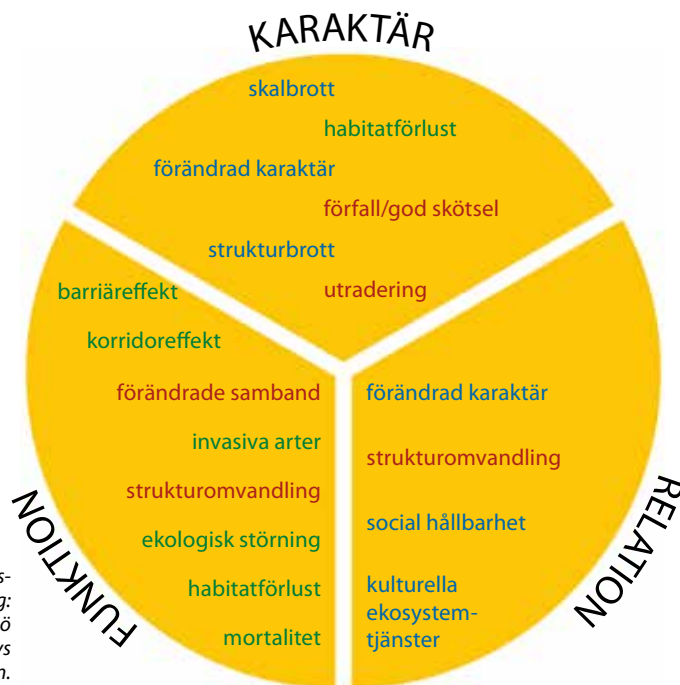 KARAKTÄR
skalbrott
habitatförlust
förändrad karaktär
förfall/god skötsel
strukturbrott
utradering
barriäreffekt
korridoreffekt
förändrade samband
invasiva arter
strukturomvandling
ekologisk störning
habitatförlust
mortalitet
FUNKTION
förändrad karaktär
strukturomvandling
social hållbarhet
kulturella
ekosystem-
tjänster
RELATION
s-
g:
ö
vs
n.